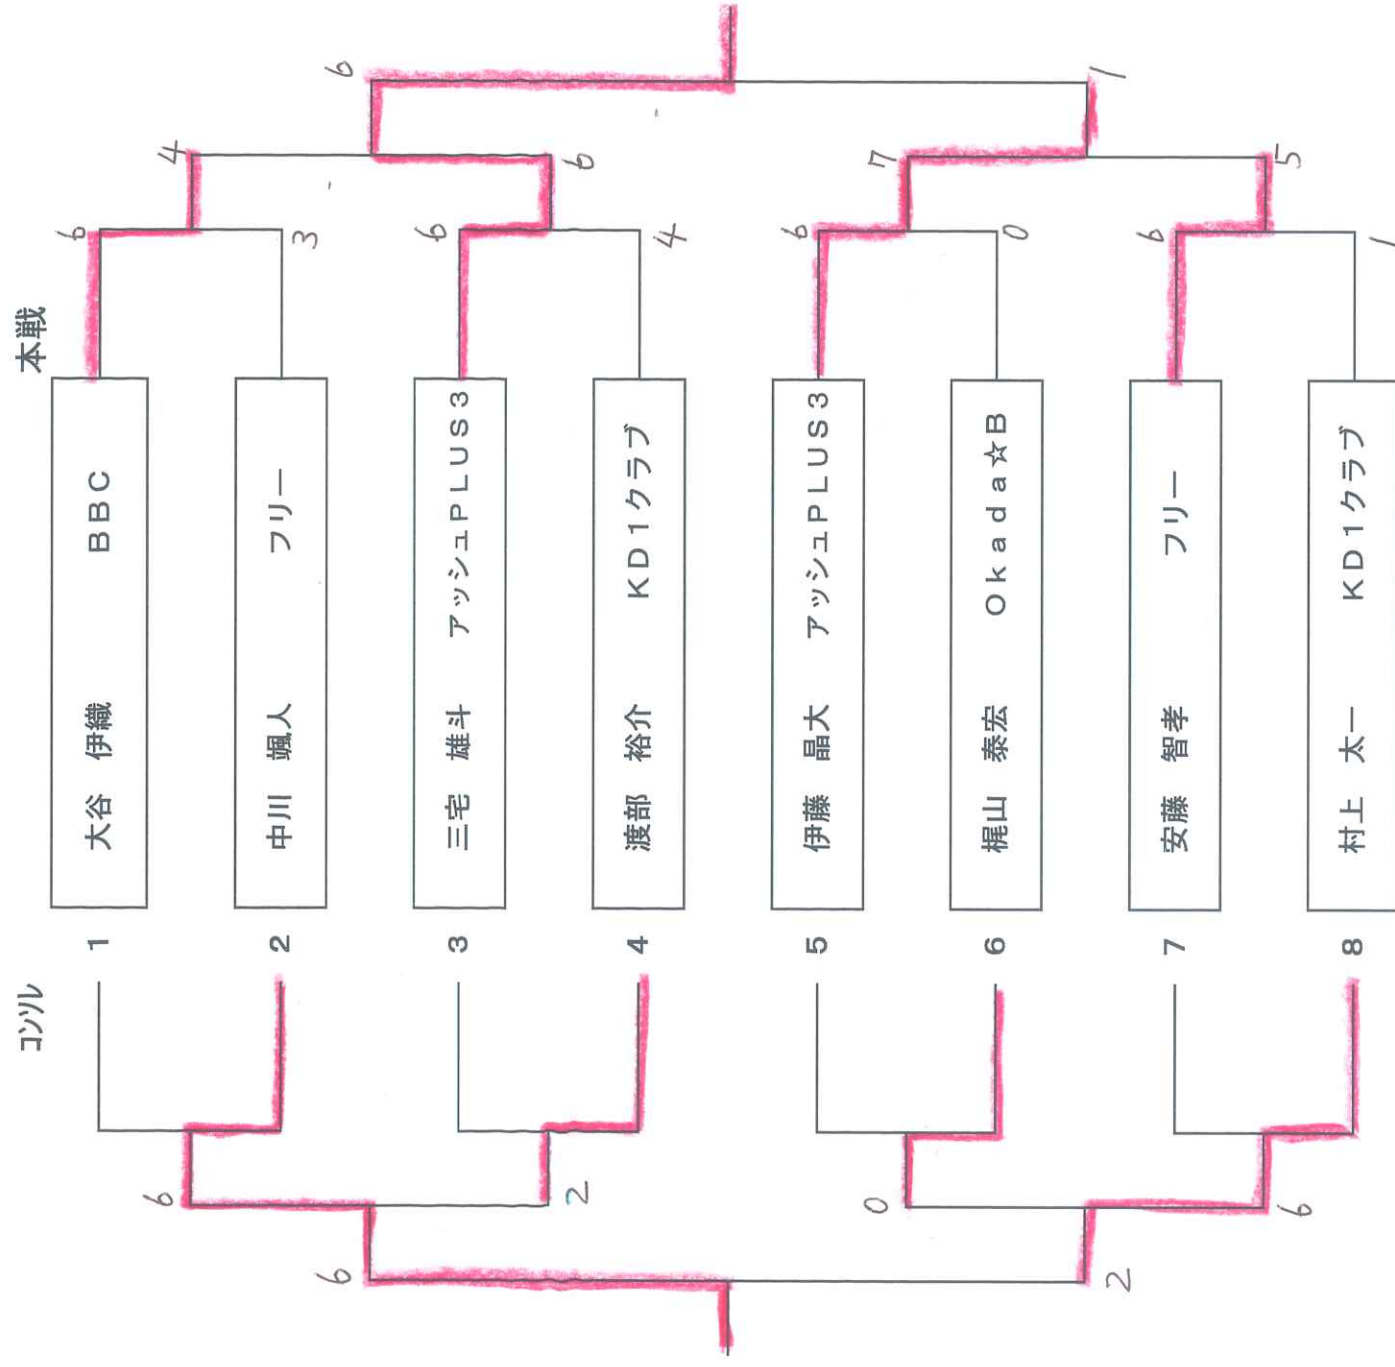 コンソレ
本戦
1 大谷 伊織 BBC
2 中川 颯人 フリー
3 三宅 雄斗 アッシュPLUS3
4 渡部 裕介 KD1クラブ
5 伊藤 晶大 アッシュPLUS3
6 梶山 泰宏 Okada☆B
7 安藤 智孝 フリー
8 村上 太一 KD1クラブ
6
3
6
4
6
0
6
1
4
6
7
5
6
1
6
2
0
6
6
2